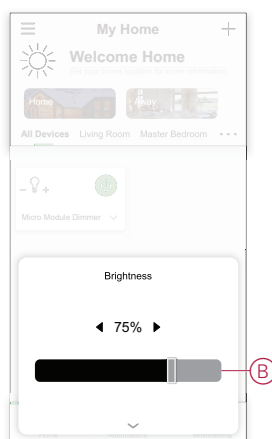 My Home
Welcome Home
Home
Away
All Devices Living Room Master Bedroom
Micro Module Dimmer
Brightness
75%
B